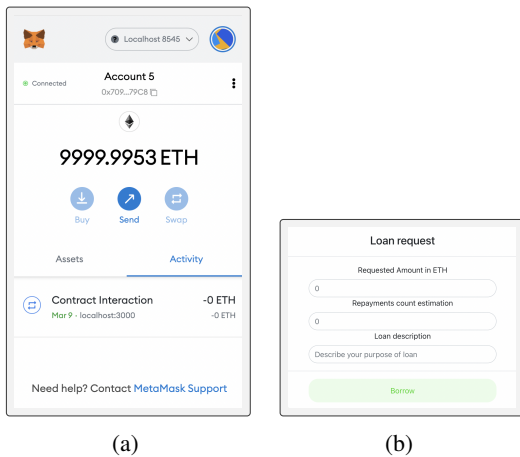 Localhost 8545
Connected
Account 5
0x709...79C8
9999.9953 ETH
Buy Send Swap
Assets Activity
Contract Interaction -0 ETH
Mar 9 - localhost:3000 -0 ETH
Need help? Contact MetaMask Support
(a)
Loan request
Requested Amount in ETH
0
Repayments count estimation
0
Loan description
Describe your purpose of loan
Borrow
(b)